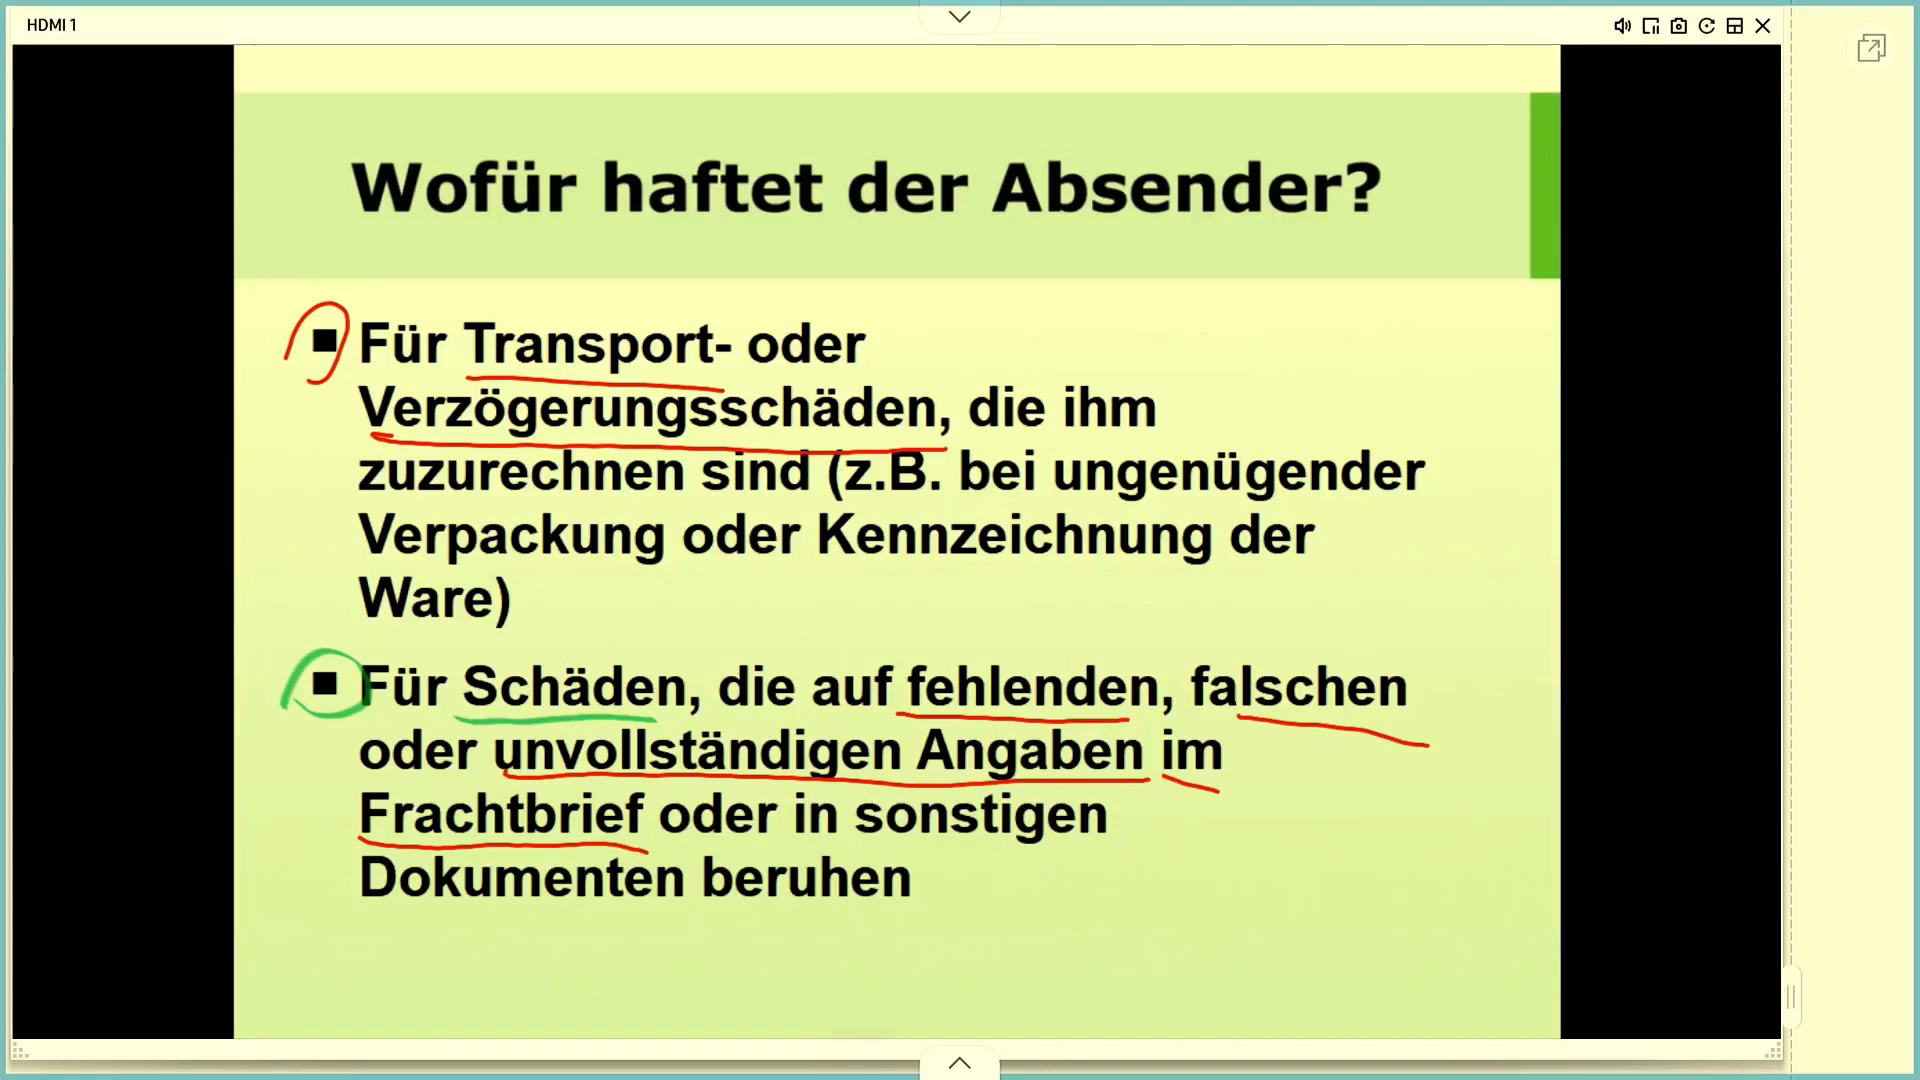 HDMI 1
Wofür haftet der Absender?
■ Für Transport- oder
Verzögerungsschäden, die ihm
zuzurechnen sind (z.B. bei ungenügender
Verpackung oder Kennzeichnung der
Ware)
■ Für Schäden, die auf fehlenden, falschen
oder unvollständigen Angaben im
Frachtbrief oder in sonstigen
Dokumenten beruhen